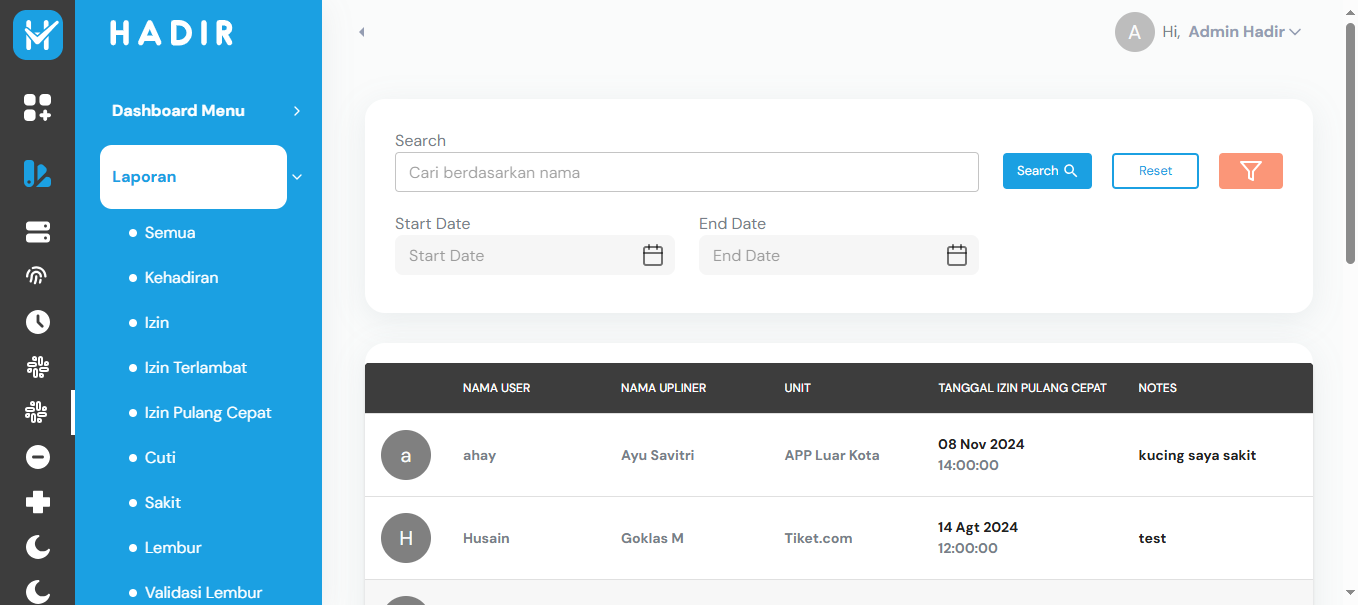 HADIR
A
Hi, Admin Hadir
Dashboard Menu
Laporan
Semua
Kehadiran
Izin
Izin Terlambat
Izin Pulang Cepat
Cuti
Sakit
Lembur
Validasi Lembur
Search
Cari berdasarkan nama
Search
Reset
Start Date
End Date
Start Date
End Date
NAMA USER
NAMA UPLINER
UNIT
TANGGAL IZIN PULANG CEPAT
NOTES
a
ahay
Ayu Savitri
APP Luar Kota
08 Nov 2024
14:00:00
kucing saya sakit
H
Husain
Goklas M
Tiket.com
14 Agt 2024
12:00:00
test